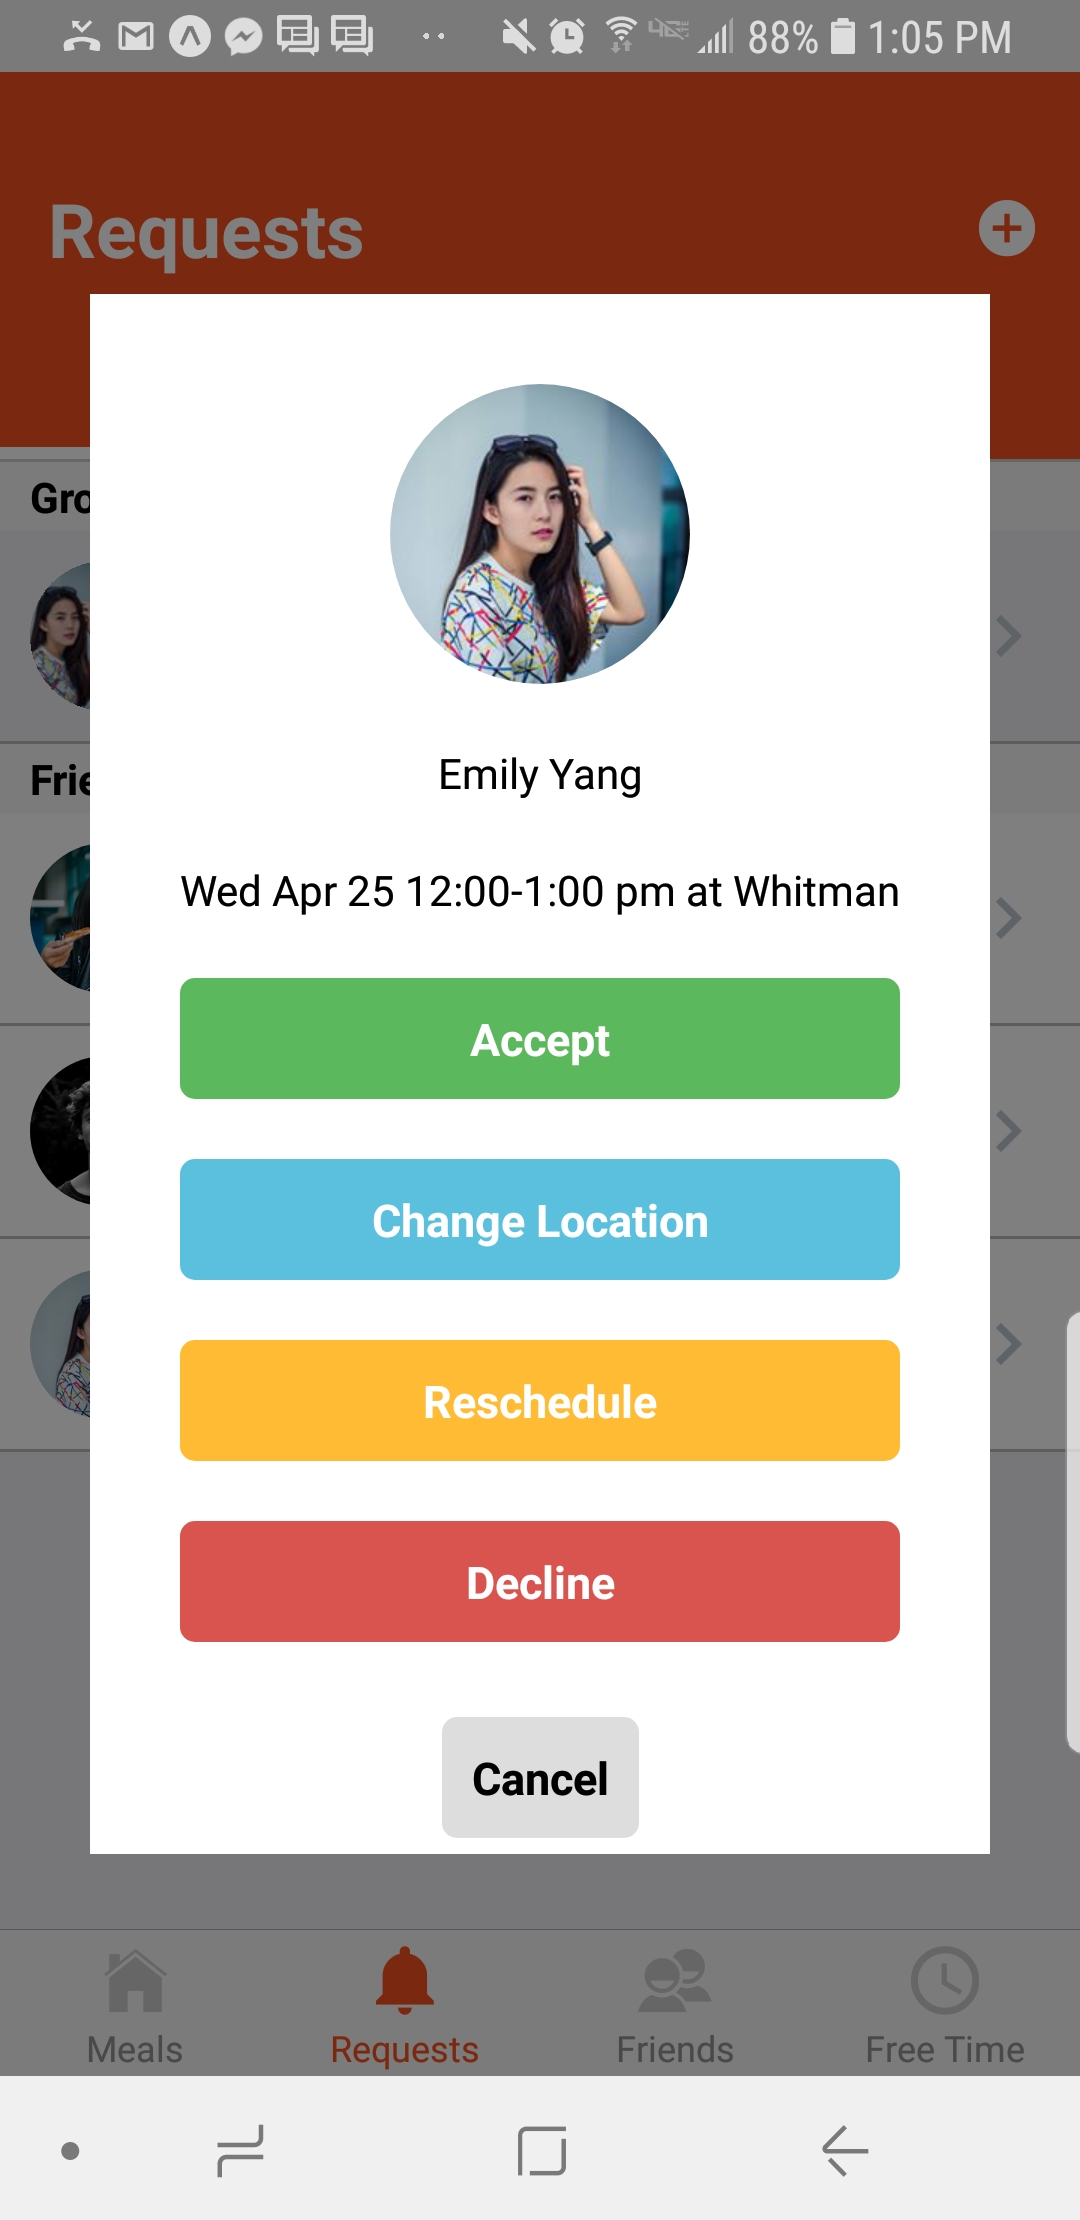 88% 1:05 PM
Requests
Gro
Emily Yang
Frie
Wed Apr 25 12:00-1:00 pm at Whitman
Accept
Change Location
Reschedule
Decline
Cancel
Meals Requests Friends Free Time